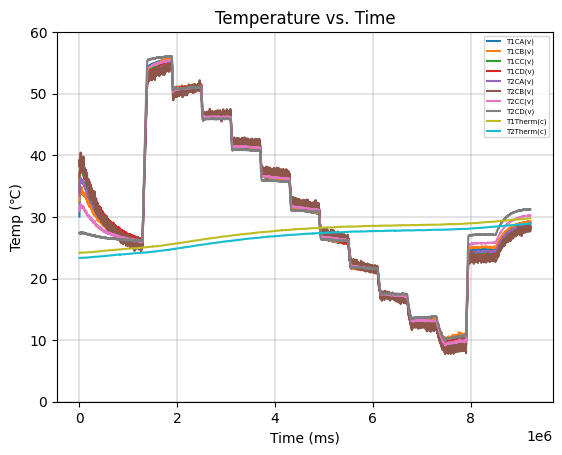 Temperature vs. Time
60
50
40
30
20
10
0
Temp (℃)
T1CA(v)
T1CB(v)
T1CC(v)
T1CD(v)
T2CA(v)
T2CB(v)
T2CC(v)
T2CD(v)
T1Therm(c)
T2Therm(c)
0 2 4 6 8
1e6
Time (ms)